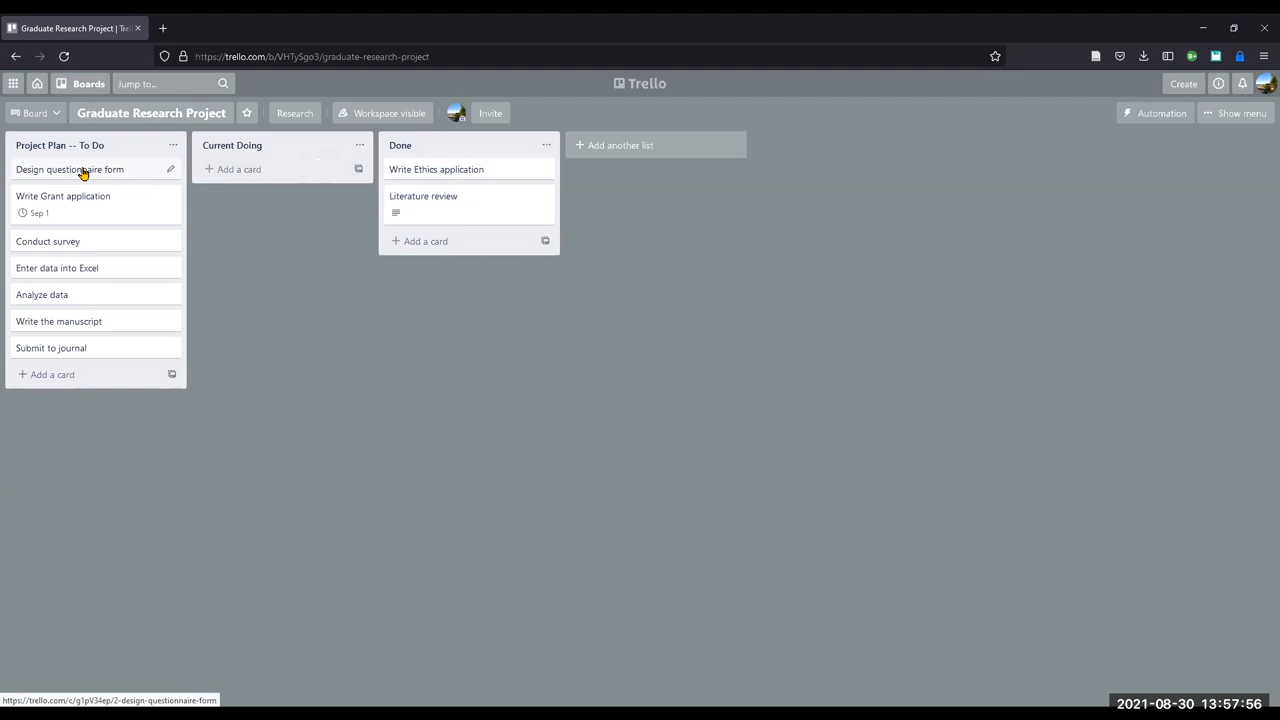 Graduate Research Project | Trel
https://trello.com/b/VHTySgo3/graduate-research-project
Boards
Jump to...
Trello
Create
Board
Graduate Research Project
Research
Workspace visible
Invite
Automation
Show menu
Project Plan -- To Do
Design questionnaire form
Write Grant application
Sep 1
Conduct survey
Enter data into Excel
Analyze data
Write the manuscript
Submit to journal
Add a card
Current Doing
Add a card
Done
Write Ethics application
Literature review
Add a card
Add another list
https://trello.com/c/g1pV34ep/2-design-questionnaire-form
2021-08-30 13:57:56